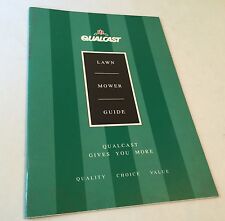 QUALCAST
LAWN
MOWER
GUIDE
QUALCAST
GIVES YOU MORE
QUALITY CHOICE VALUE